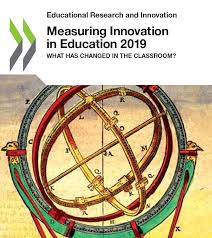 Educational Research and Innovation
Measuring Innovation
in Education 2019
WHAT HAS CHANGED IN THE CLASSROOM?